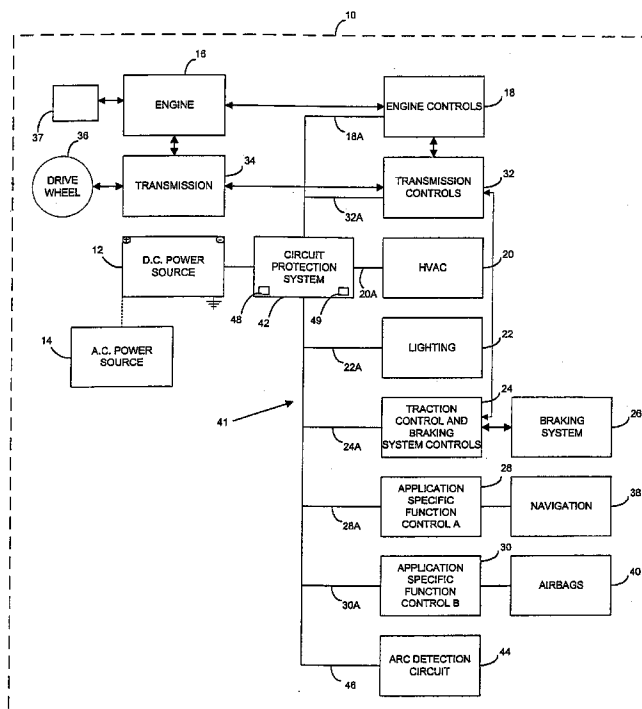 10
16
ENGINE
18
ENGINE CONTROLS
18A
37
36
DRIVE
WHEEL
34
TRANSMISSION
32
TRANSMISSION
CONTROLS
32A
12
D.C. POWER
SOURCE
CIRCUIT
PROTECTION
SYSTEM
48
42
49
20
HVAC
20A
14
A.C. POWER
SOURCE
22
LIGHTING
22A
41
24
TRACTION
CONTROL AND
BRAKING
SYSTEM CONTROLS
24A
26
BRAKING
SYSTEM
28
APPLICATION
SPECIFIC
FUNCTION
CONTROL A
28A
38
NAVIGATION
30
APPLICATION
SPECIFIC
FUNCTION
CONTROL B
30A
40
AIRBAGS
44
ARC DETECTION
CIRCUIT
46